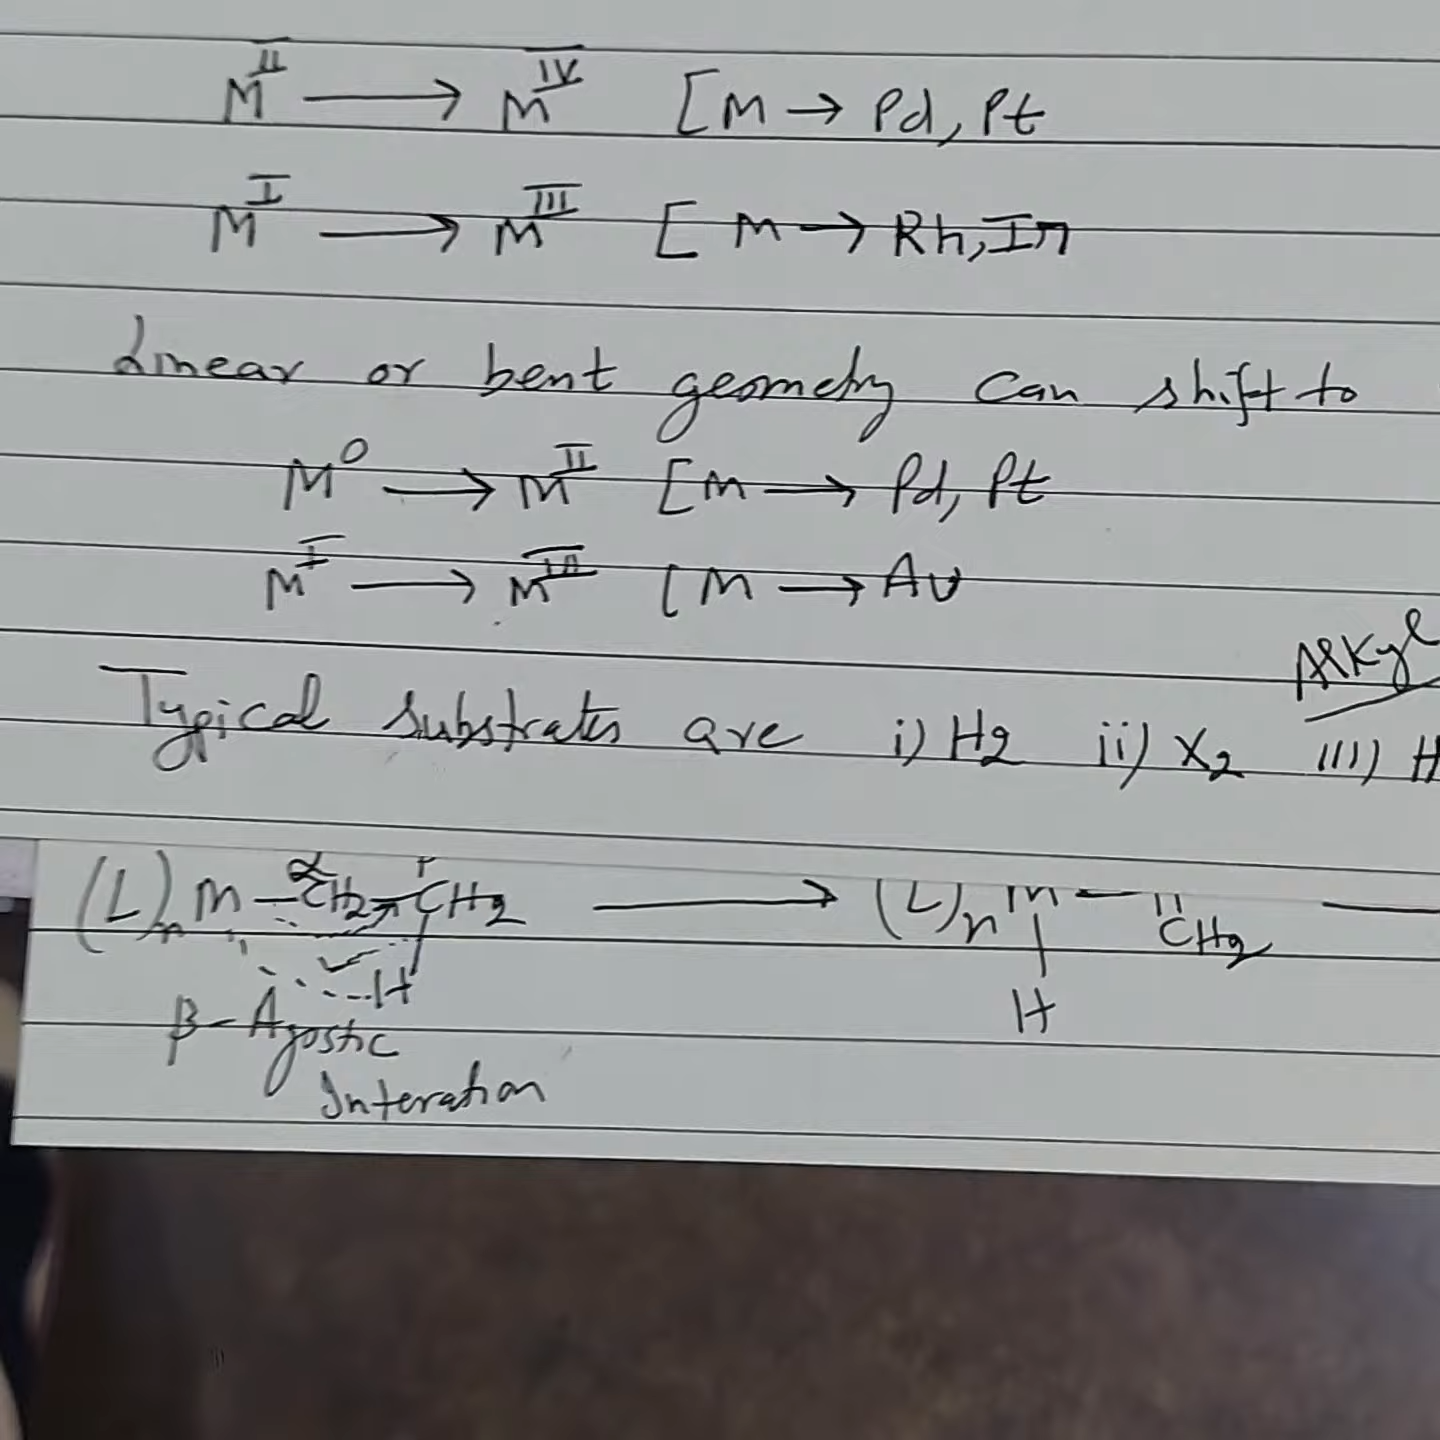 M^II → M^IV [M → Pd, Pt
M^I → M^III [M → Rh, Ir
Linear or bent geometry can shift to
M^0 → M^II [M → Pd, Pt
M^I → M^III [M → Au
Alkyl
Typical substrates are i) H2 ii) X2 iii) H
(L)n M - αCH2 - CH2 → (L)n M - CH2
H H
β - Agostic
Interation